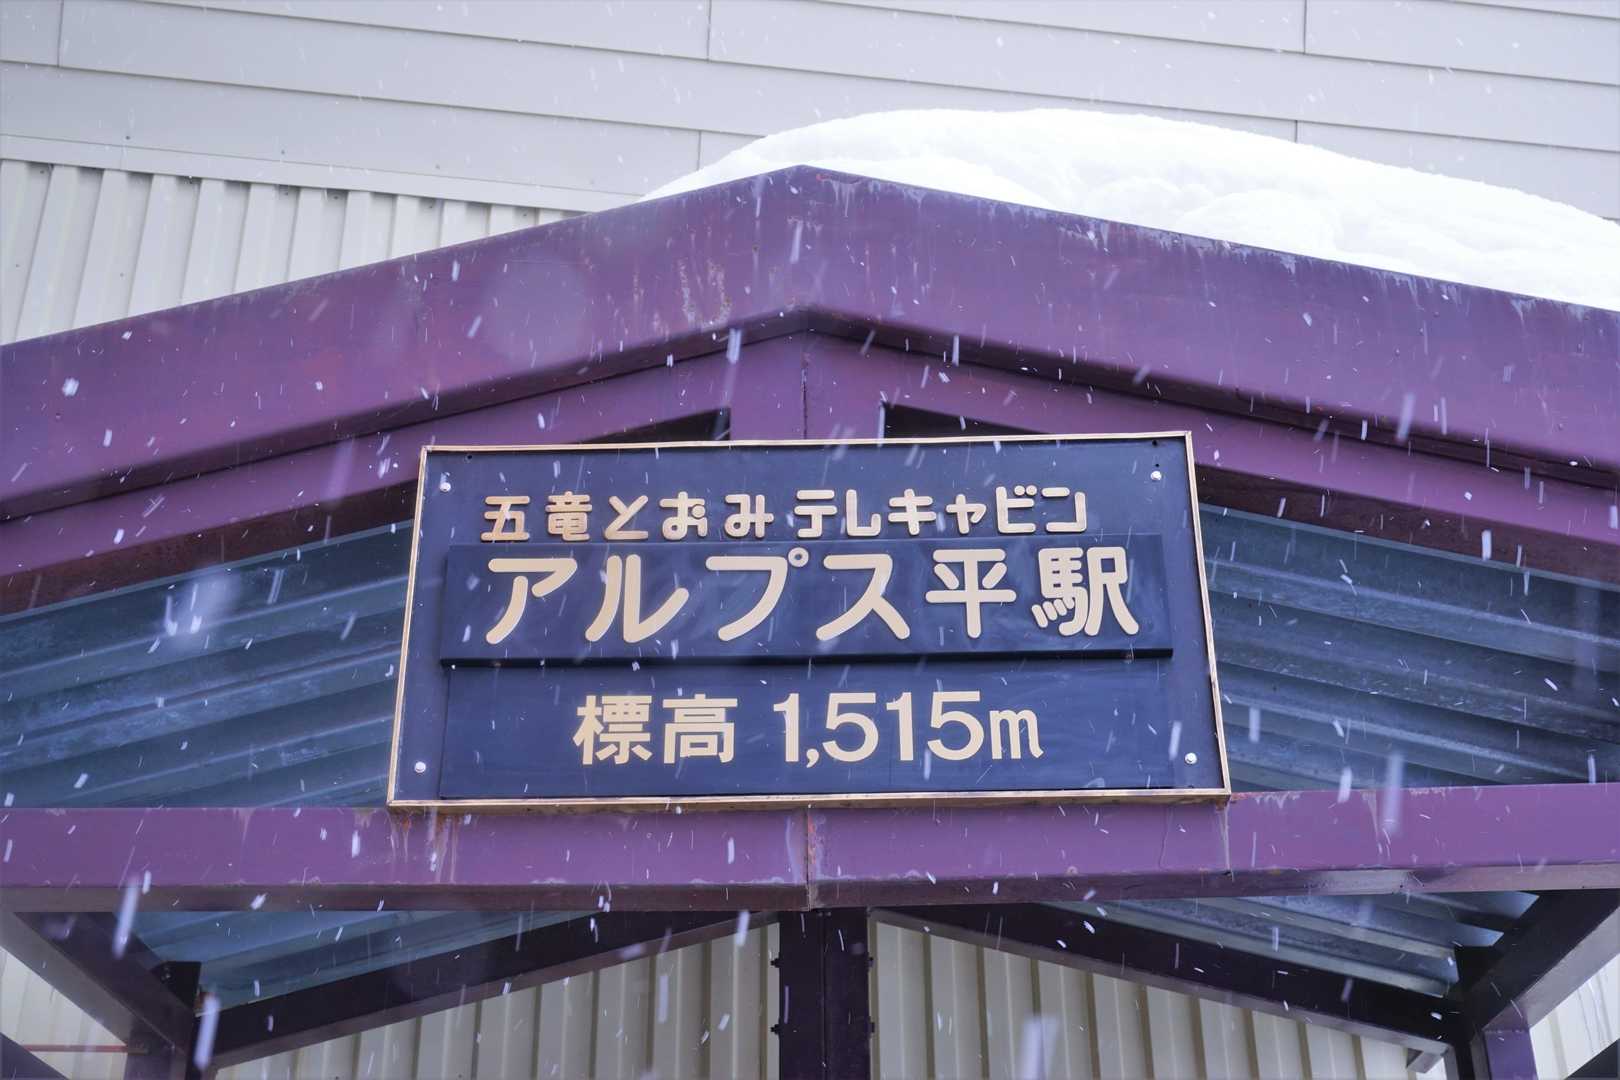 五竜とおみ テレキャビン
アルプス平駅
標高 1,515m